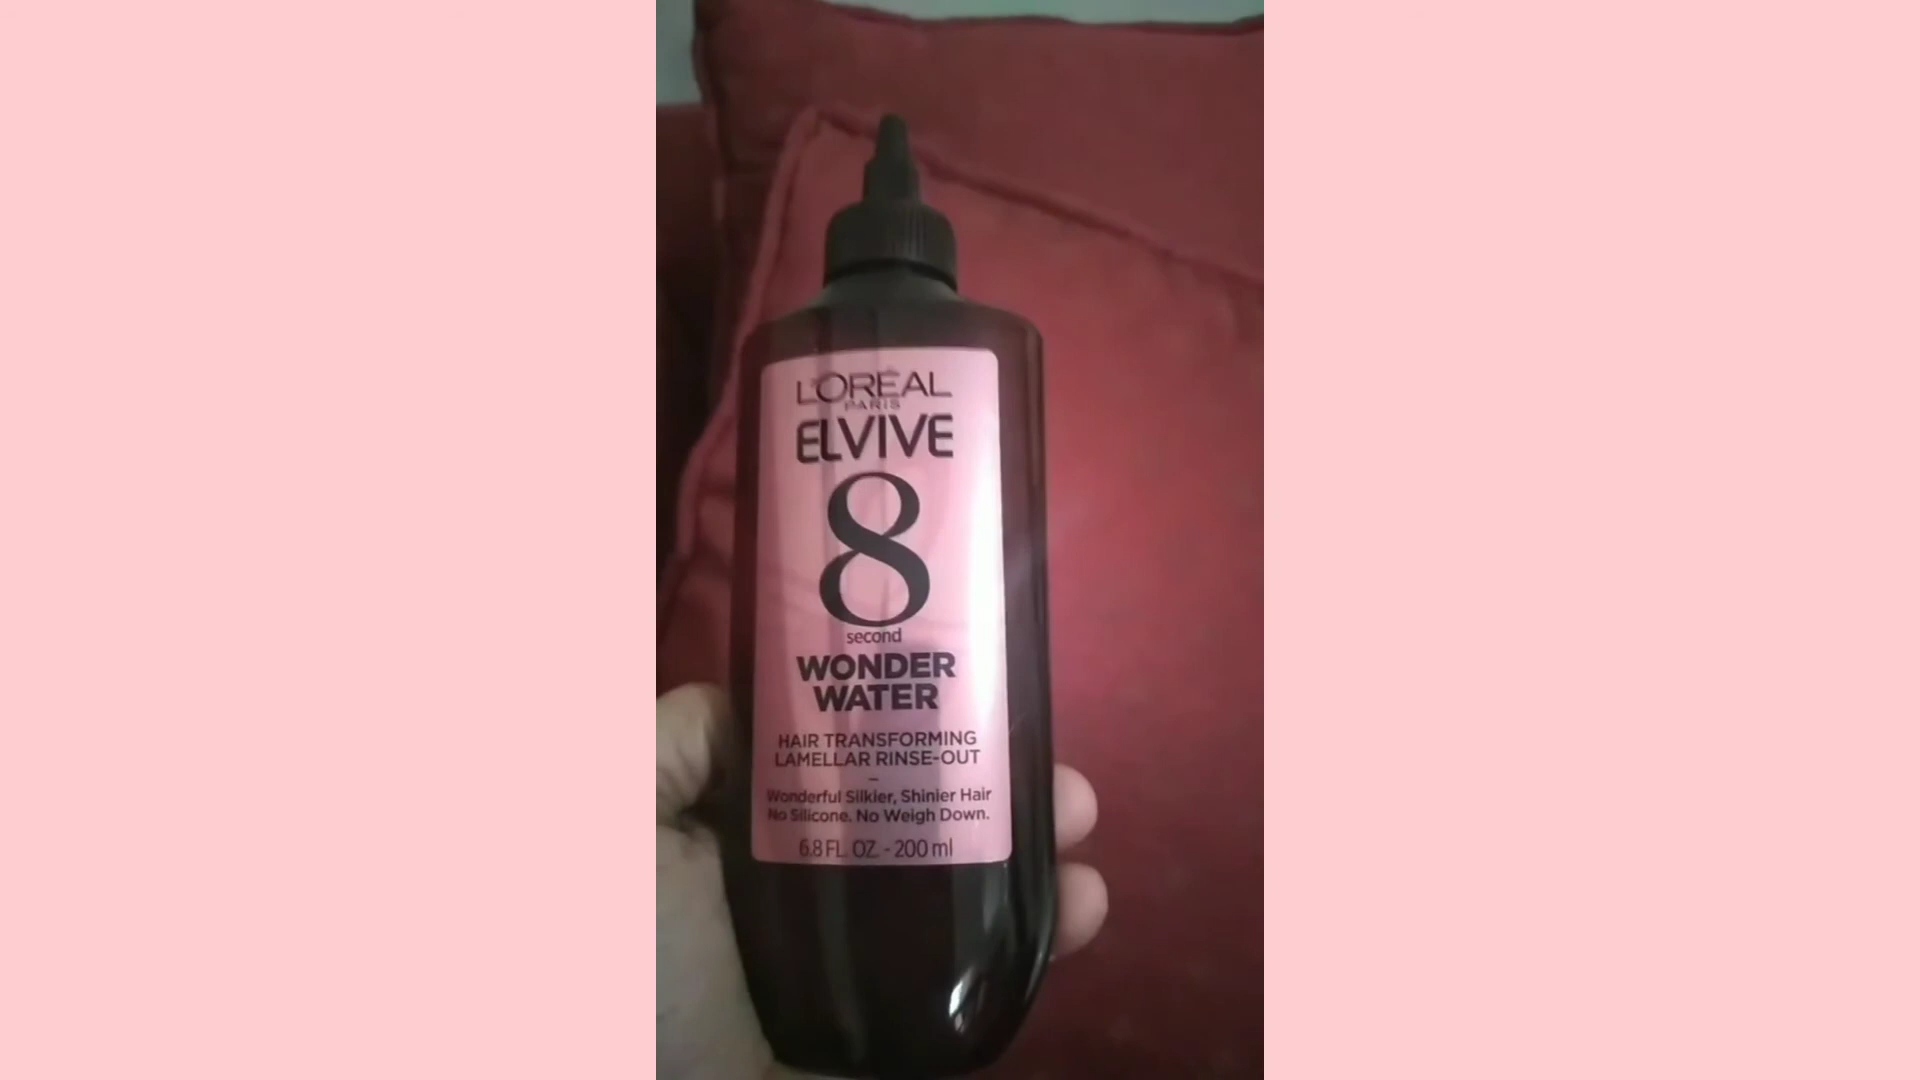 L'ORÉAL
PARIS
ELVIVE
8
second
WONDER
WATER
HAIR TRANSFORMING
LAMELLAR RINSE-OUT
–
Wonderful Silkier, Shinier Hair
No Silicone. No Weigh Down.
6.8 FL. OZ. - 200 ml